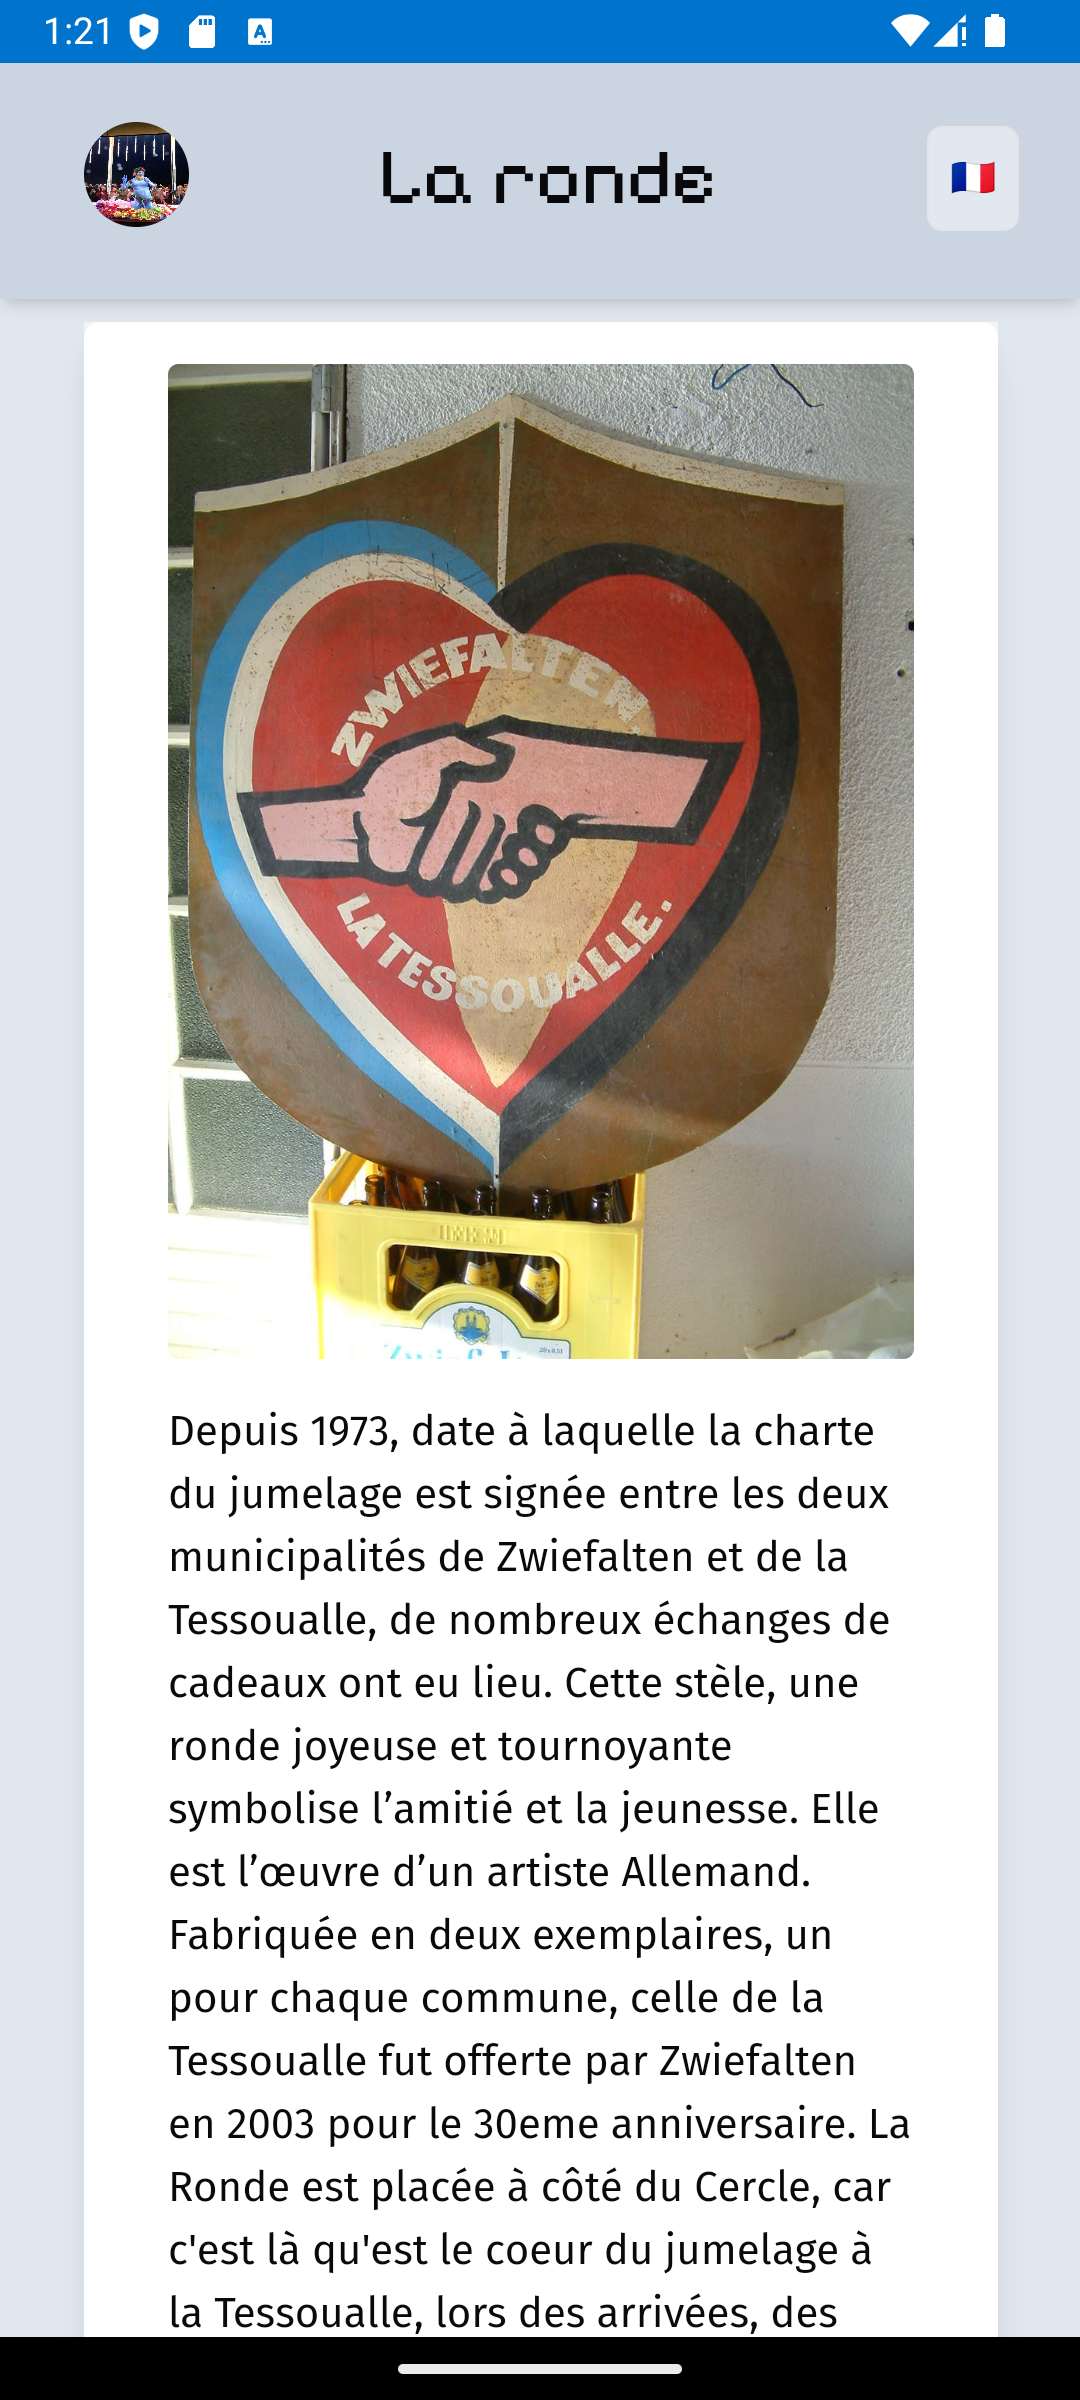 1:21
La ronde
ZWIEFALTEN.
LA TESSOUALLE.
20 x 0.5 l
Depuis 1973, date à laquelle la charte
du jumelage est signée entre les deux
municipalités de Zwiefalten et de la
Tessoualle, de nombreux échanges de
cadeaux ont eu lieu. Cette stèle, une
ronde joyeuse et tournoyante
symbolise l’amitié et la jeunesse. Elle
est l’œuvre d’un artiste Allemand.
Fabriquée en deux exemplaires, un
pour chaque commune, celle de la
Tessoualle fut offerte par Zwiefalten
en 2003 pour le 30eme anniversaire. La
Ronde est placée à côté du Cercle, car
c'est là qu'est le coeur du jumelage à
la Tessoualle, lors des arrivées, des